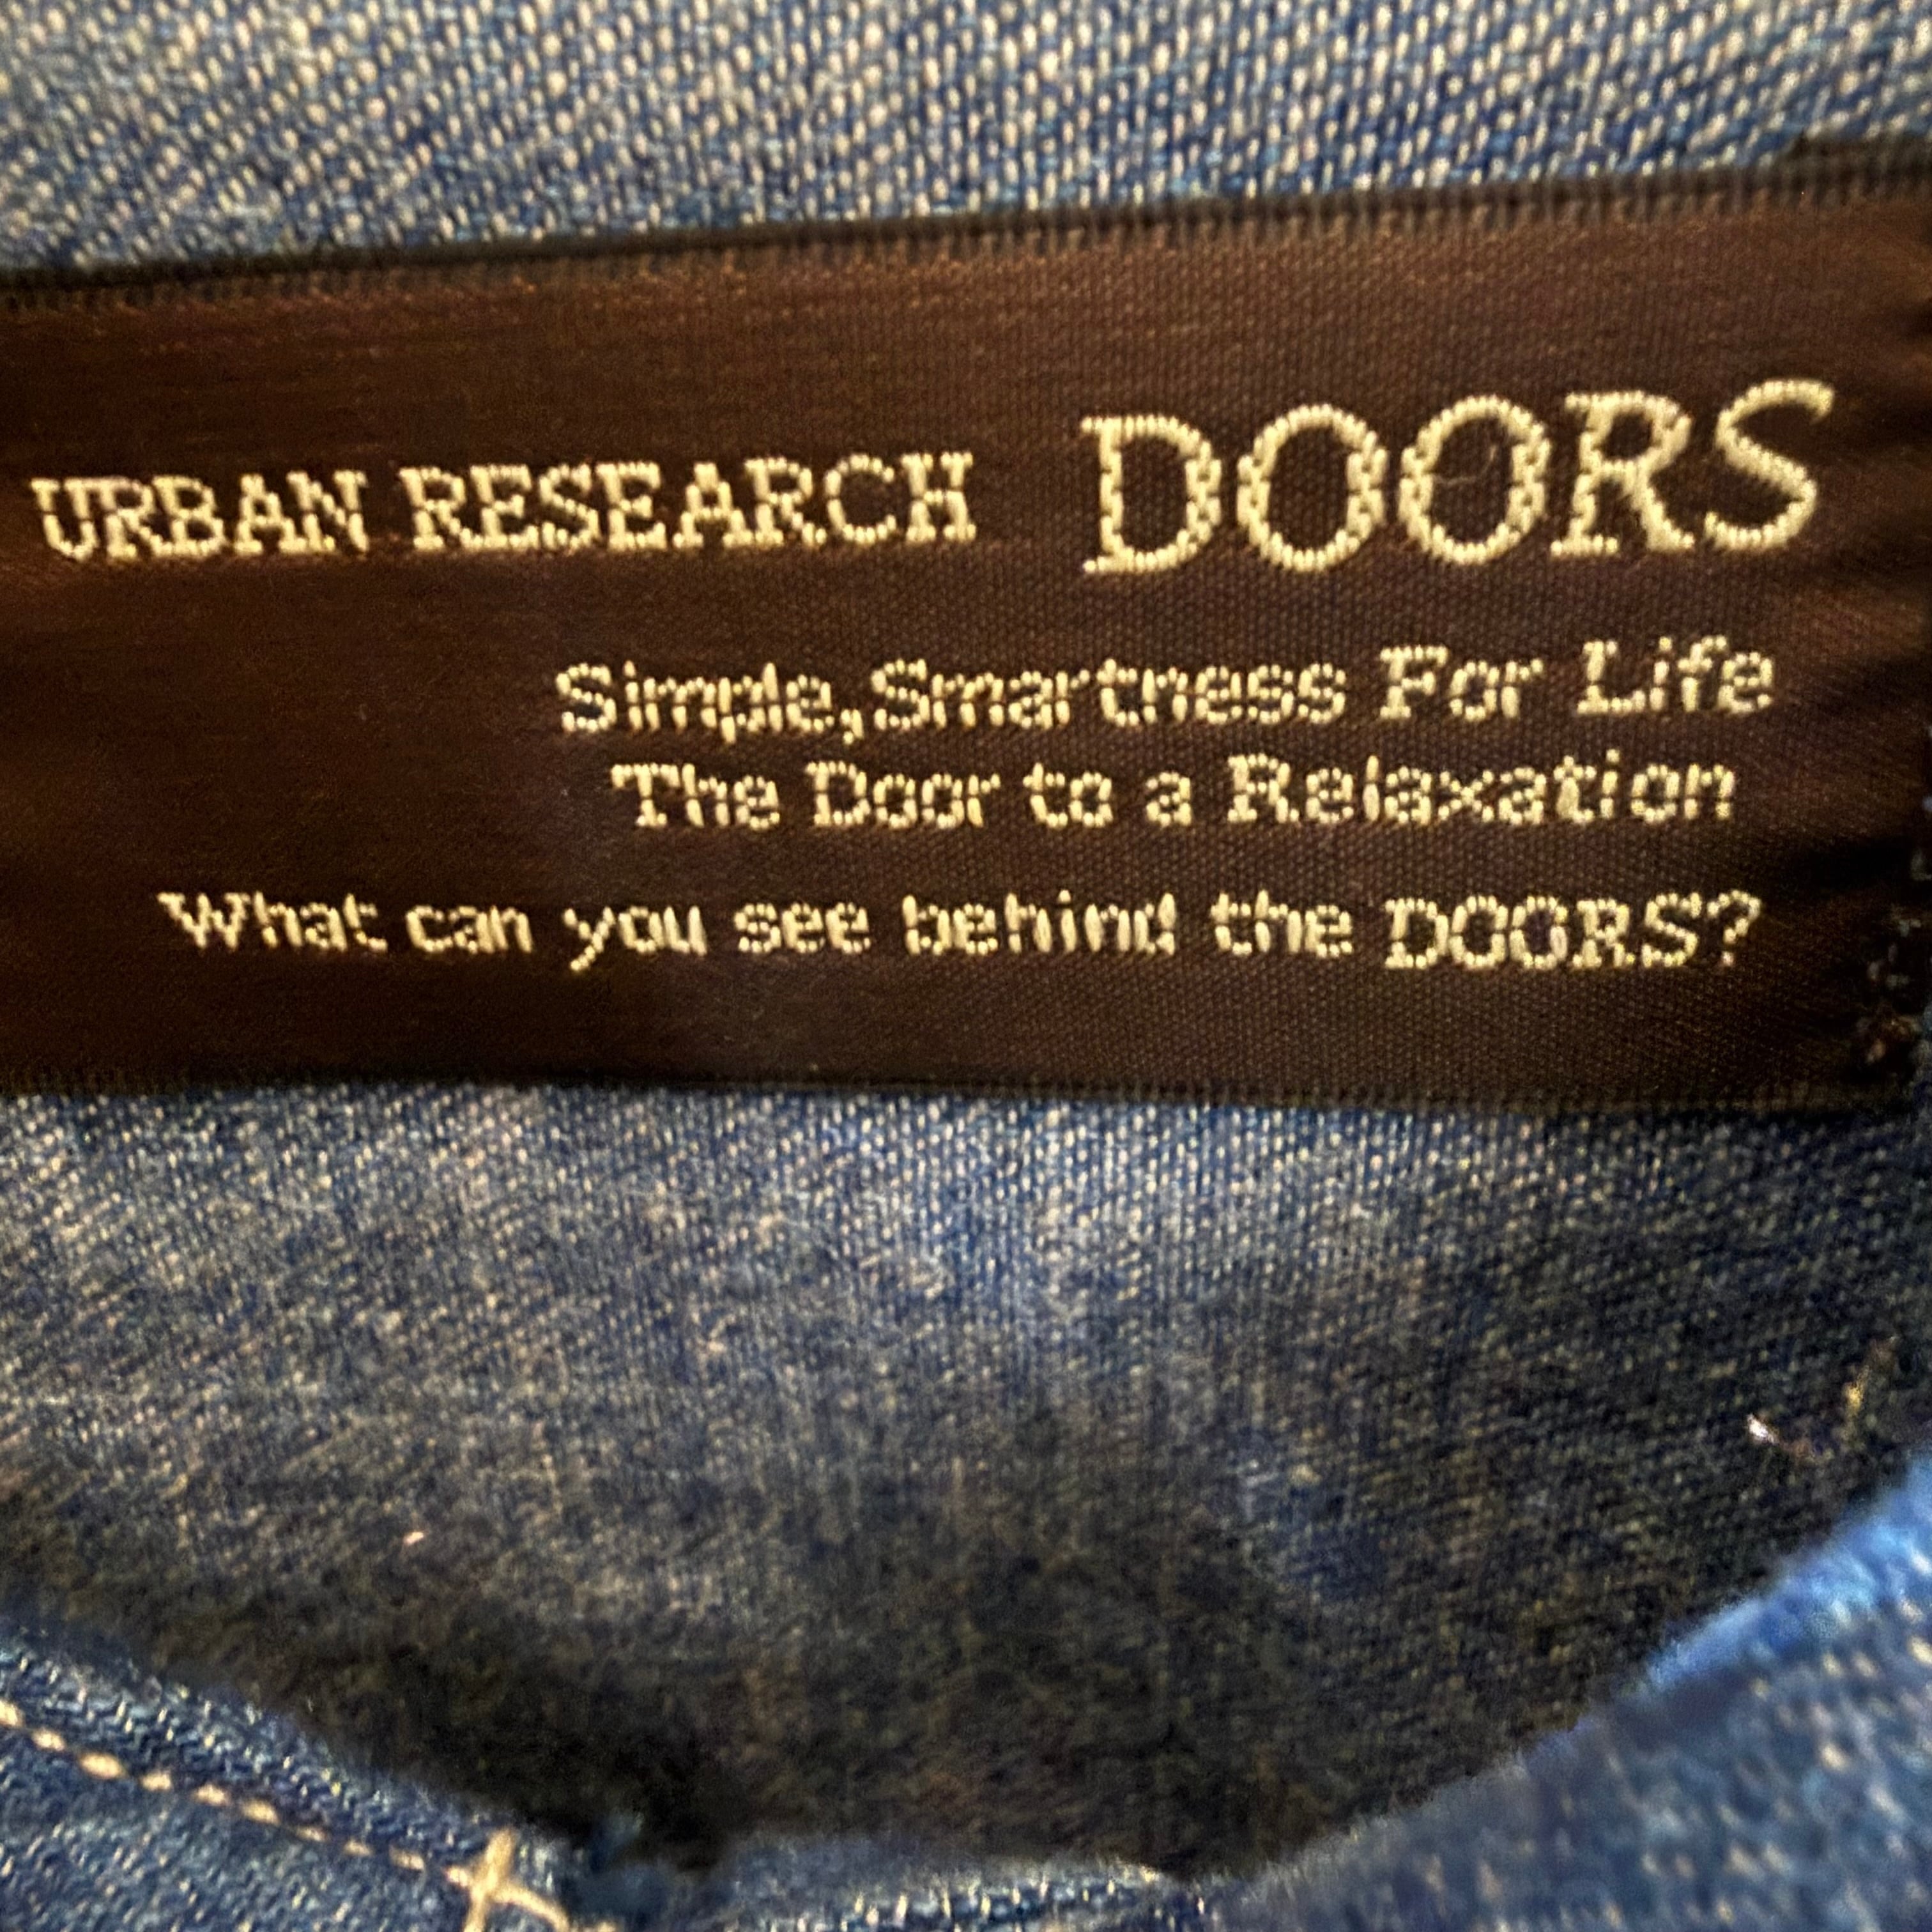 URBAN RESEARCH DOORS
Simple,Smartness For Life
The Door to a Relaxation
What can you see behind the DOORS?